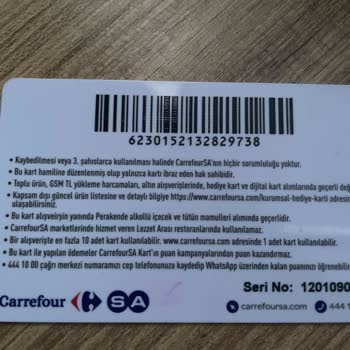 6230152132829738
• Kaybedilmesi veya 3. şahıslarca kullanılması halinde CarrefourSA'nın hiçbir sorumluluğu yoktur.
• Bu kart hamiline düzenlenmiş olup yalnızca kartı ibraz eden hak sahibidir.
• Toplu ürün, GSM TL yükleme harcamaları, altın alışverişlerinde, hediye kart ve dijital kart alımlarında geçerli değ
• Kapsam dışı güncel ürün listesine ve detaylı bilgiye https://www.carrefoursa.com/kurumsal-hediye-karti adresin
ulaşabilirsiniz.
• Bu kart alışverişin yanında Perakende alkollü içecek ve tütün mamulleri alımında geçersizdir.
• CarrefourSA marketlerinde hizmet veren Lezzet Arası restoranlarında kullanılamaz.
• Bir alışverişte en fazla 10 adet kart kullanılabilir. www.carrefoursa.com adresinde 1 adet kart kullanılabilir.
• Bu kart ile yapılan ödemeler CarrefourSA Kart'ın puan kampanyalarından puan kazandırmaz.
• 444 10 00 çağrı merkezi numaramızı cep telefonunuza kaydedip WhatsApp üzerinden kalan puanınızı öğrenebilir
Seri No: 1201090
Carrefour SA
carrefoursa.com 444 1